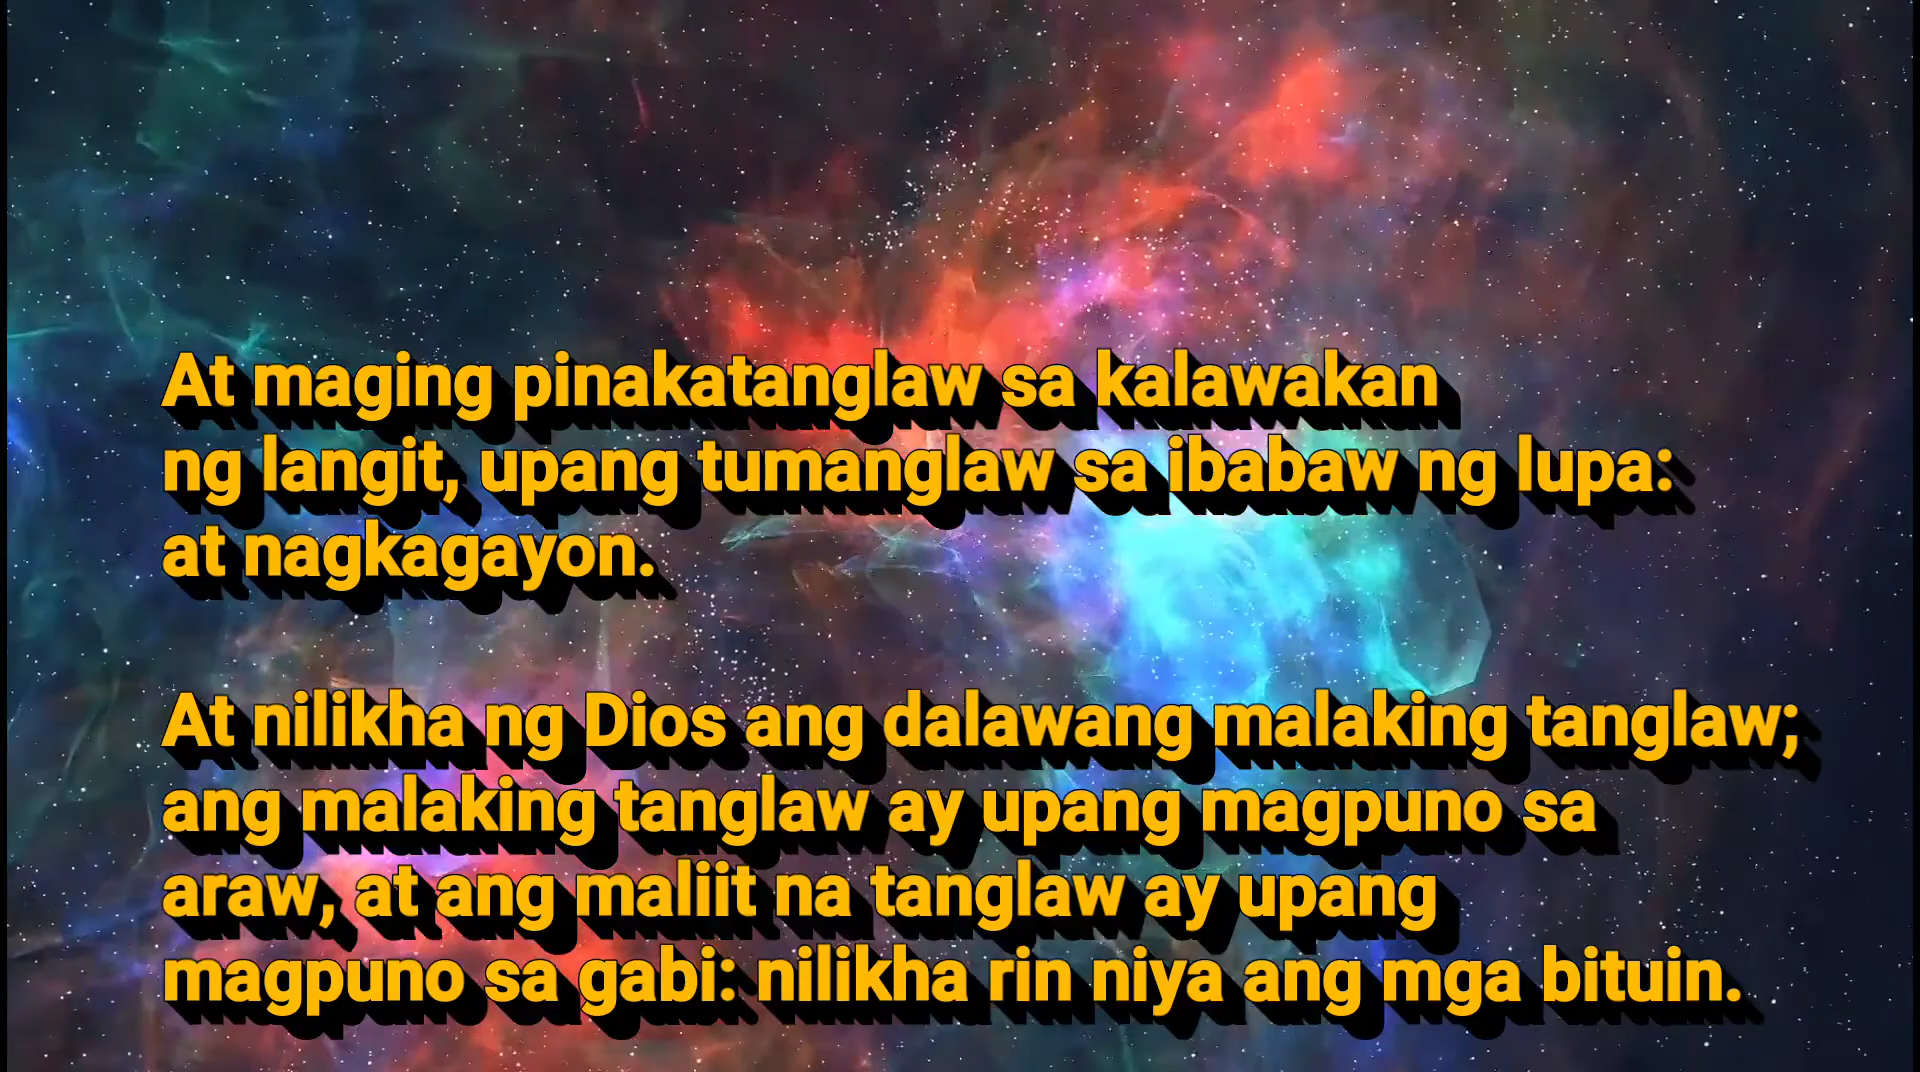 At maging pinakatanglaw sa kalawakan
ng langit, upang tumanglaw sa ibabaw ng lupa:
at nagkagayon.
At nilikha ng Dios ang dalawang malaking tanglaw;
ang malaking tanglaw ay upang magpuno sa
araw, at ang maliit na tanglaw ay upang
magpuno sa gabi: nilikha rin niya ang mga bituin.